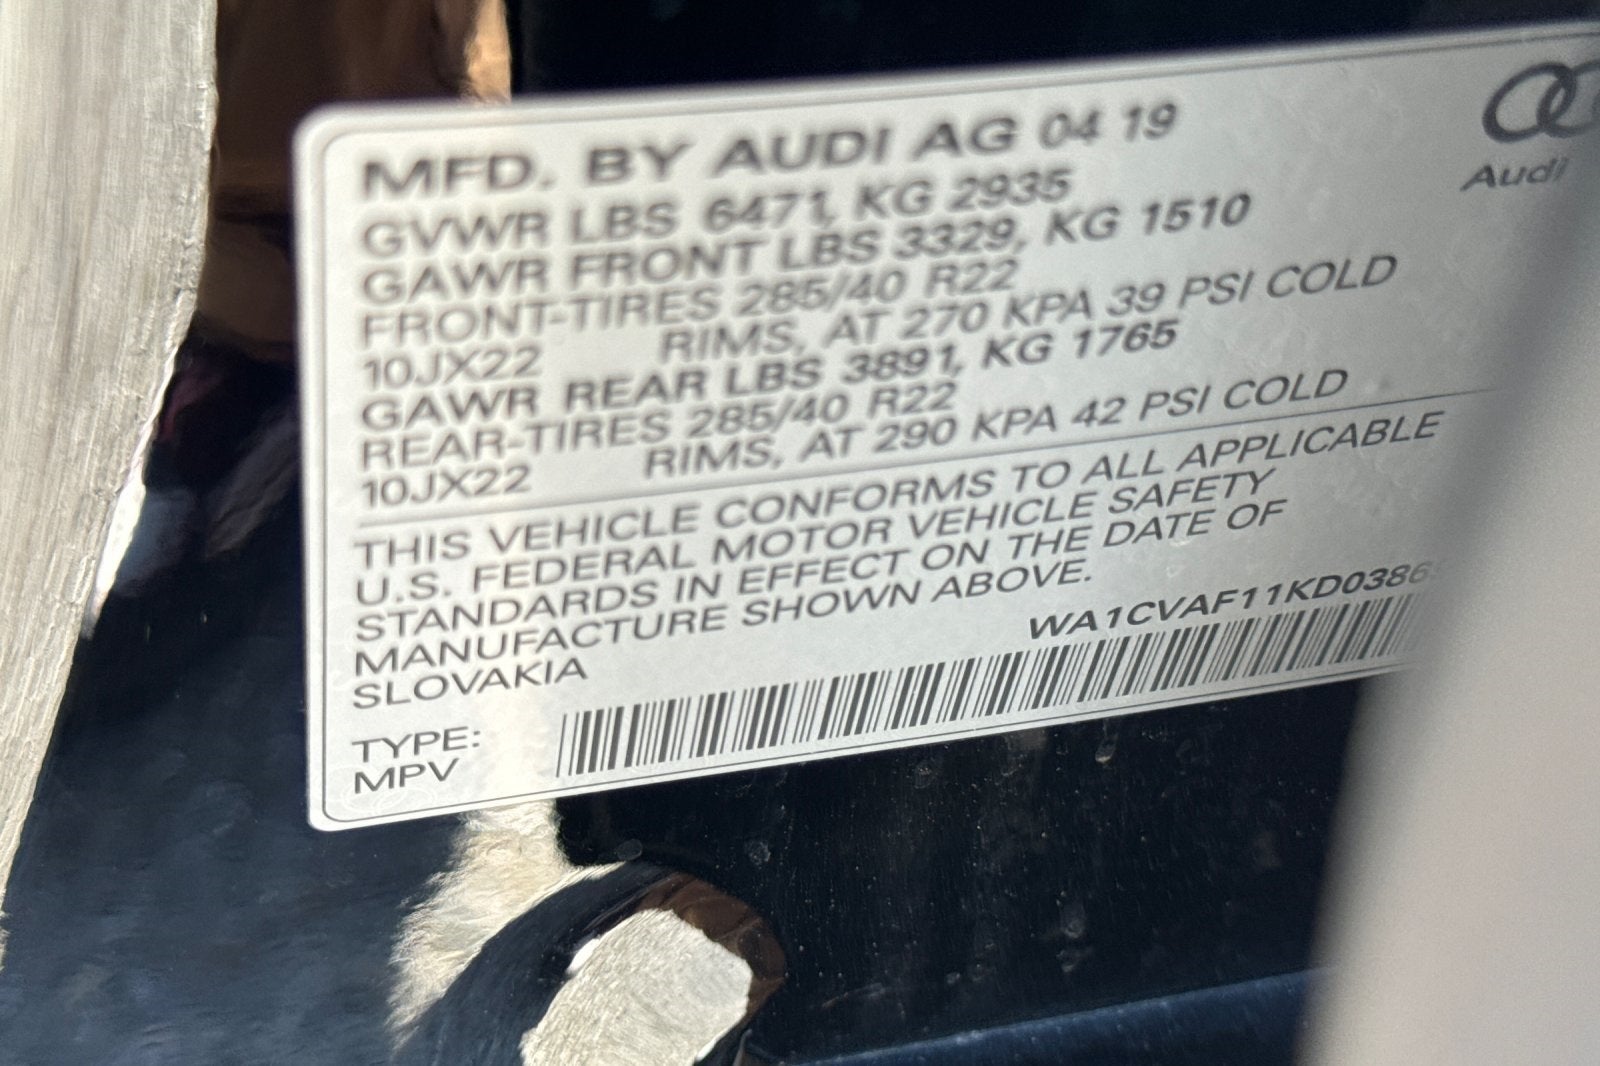 MFD. BY AUDI AG 04 19
GVWR LBS 6471, KG 2935
GAWR FRONT LBS 3329, KG 1510
FRONT-TIRES 285/40 R22
10JX22 RIMS, AT 270 KPA 39 PSI COLD
GAWR REAR LBS 3891, KG 1765
REAR-TIRES 285/40 R22
10JX22 RIMS, AT 290 KPA 42 PSI COLD
THIS VEHICLE CONFORMS TO ALL APPLICABLE
U.S. FEDERAL MOTOR VEHICLE SAFETY
STANDARDS IN EFFECT ON THE DATE OF
MANUFACTURE SHOWN ABOVE.
SLOVAKIA
WA1CVAF11KD0386
TYPE:
MPV
Audi